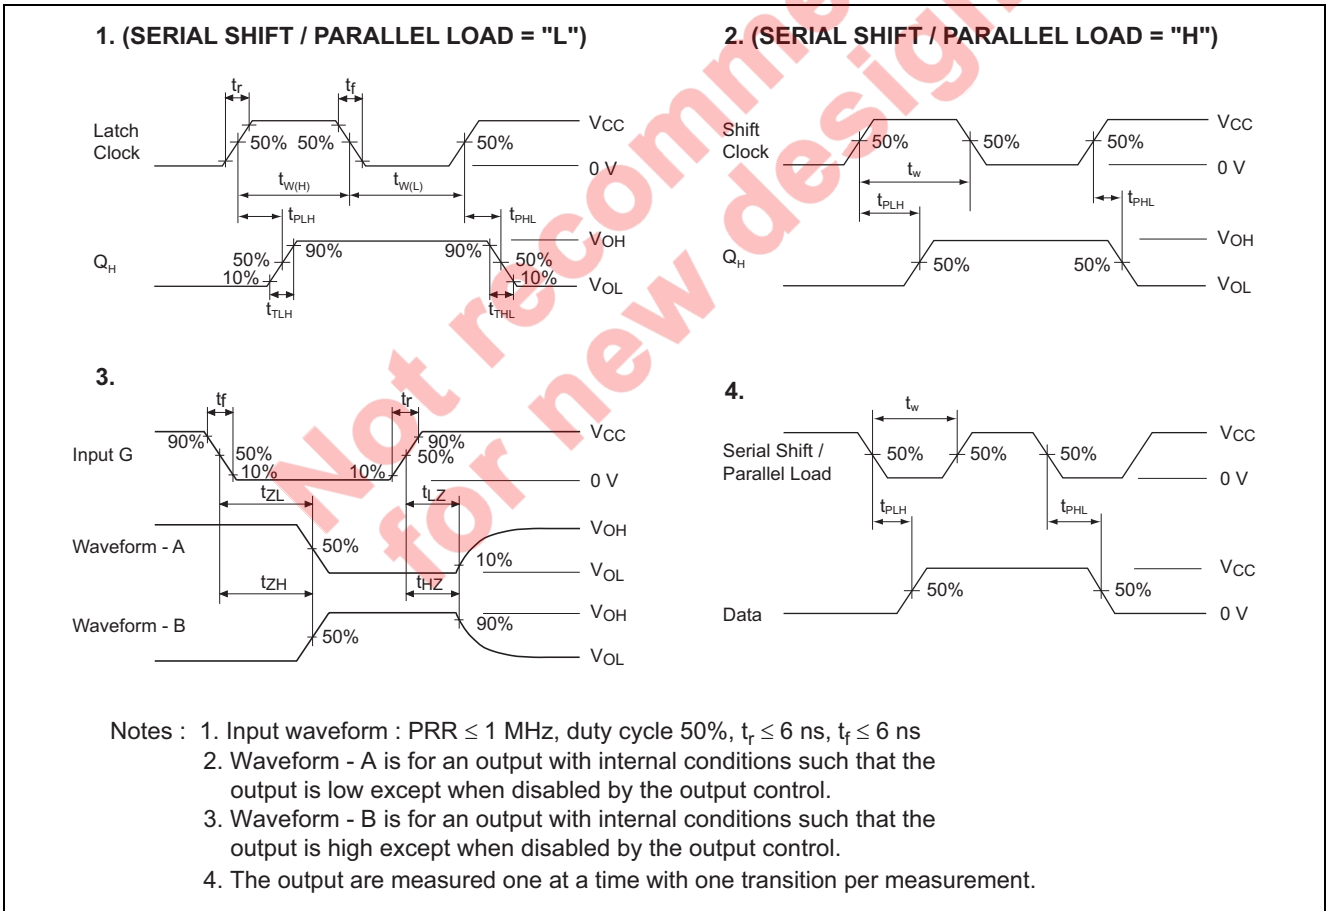 1. (SERIAL SHIFT / PARALLEL LOAD = "L")
tr
tf
Latch
Clock
50%
50%
50%
VCC
0 V
tW(H)
tW(L)
tPLH
tPHL
QH
50%
10%
90%
90%
50%
10%
VOH
VOL
tTLH
tTHL
2. (SERIAL SHIFT / PARALLEL LOAD = "H")
Shift
Clock
50%
50%
50%
VCC
0 V
tw
tPLH
tPHL
QH
50%
50%
VOH
VOL
3.
tf
tr
Input G
90%
50%
10%
10%
90%
50%
VCC
0 V
tZL
tLZ
Waveform - A
50%
10%
VOH
VOL
tZH
tHZ
Waveform - B
50%
90%
VOH
VOL
4.
tw
Serial Shift /
Parallel Load
50%
50%
50%
VCC
0 V
tPLH
tPHL
Data
50%
50%
VCC
0 V
Notes : 1. Input waveform : PRR ≤ 1 MHz, duty cycle 50%, tr ≤ 6 ns, tf ≤ 6 ns
2. Waveform - A is for an output with internal conditions such that the
output is low except when disabled by the output control.
3. Waveform - B is for an output with internal conditions such that the
output is high except when disabled by the output control.
4. The output are measured one at a time with one transition per measurement.
Not recomme
for new design